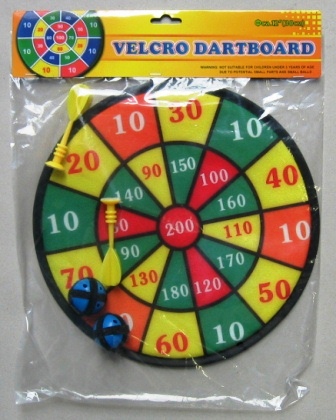 VELCRO DARTBOARD
WARNING: NOT SUITABLE FOR CHILDREN UNDER 3 YEARS OF AGE
DUE TO POTENTIAL SMALL PARTS AND SMALL BALLS
10 30 10
20 90 150 100 40
140 160
10 200 110 10
90 170
70 130 180 120 50
10 60 10